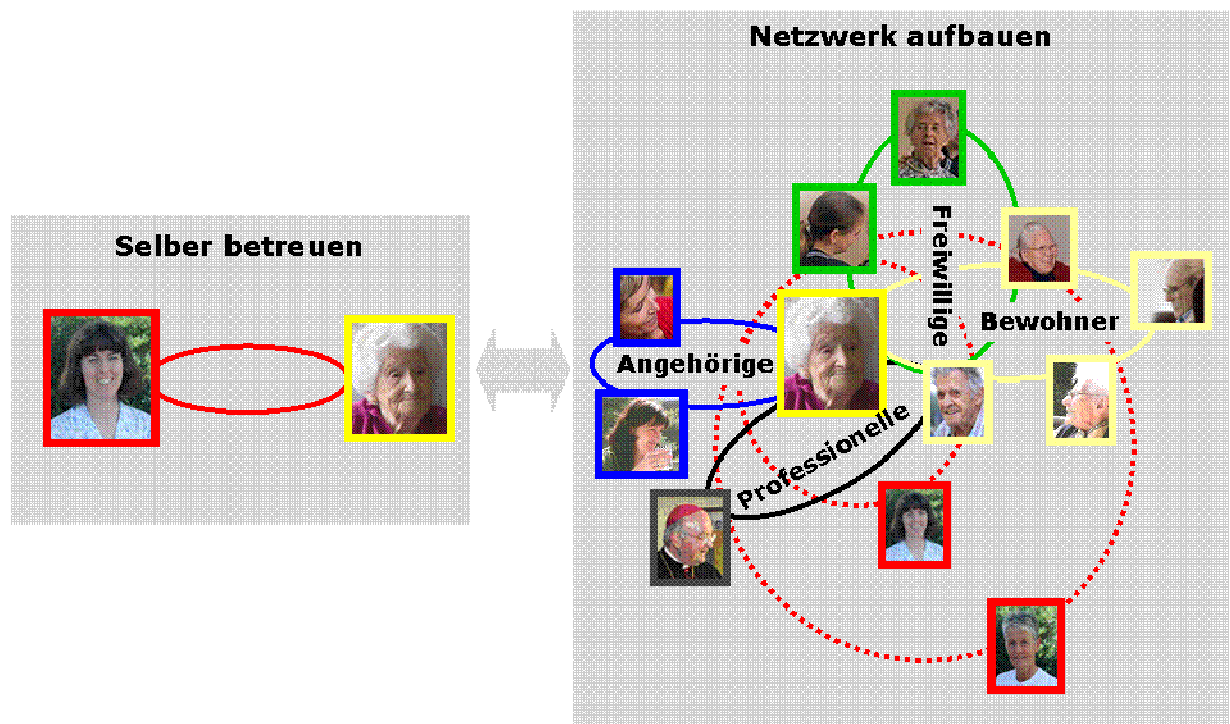 Netzwerk aufbauen
Selber betreuen
Freiwillige
Bewohner
Angehörige
Professionelle